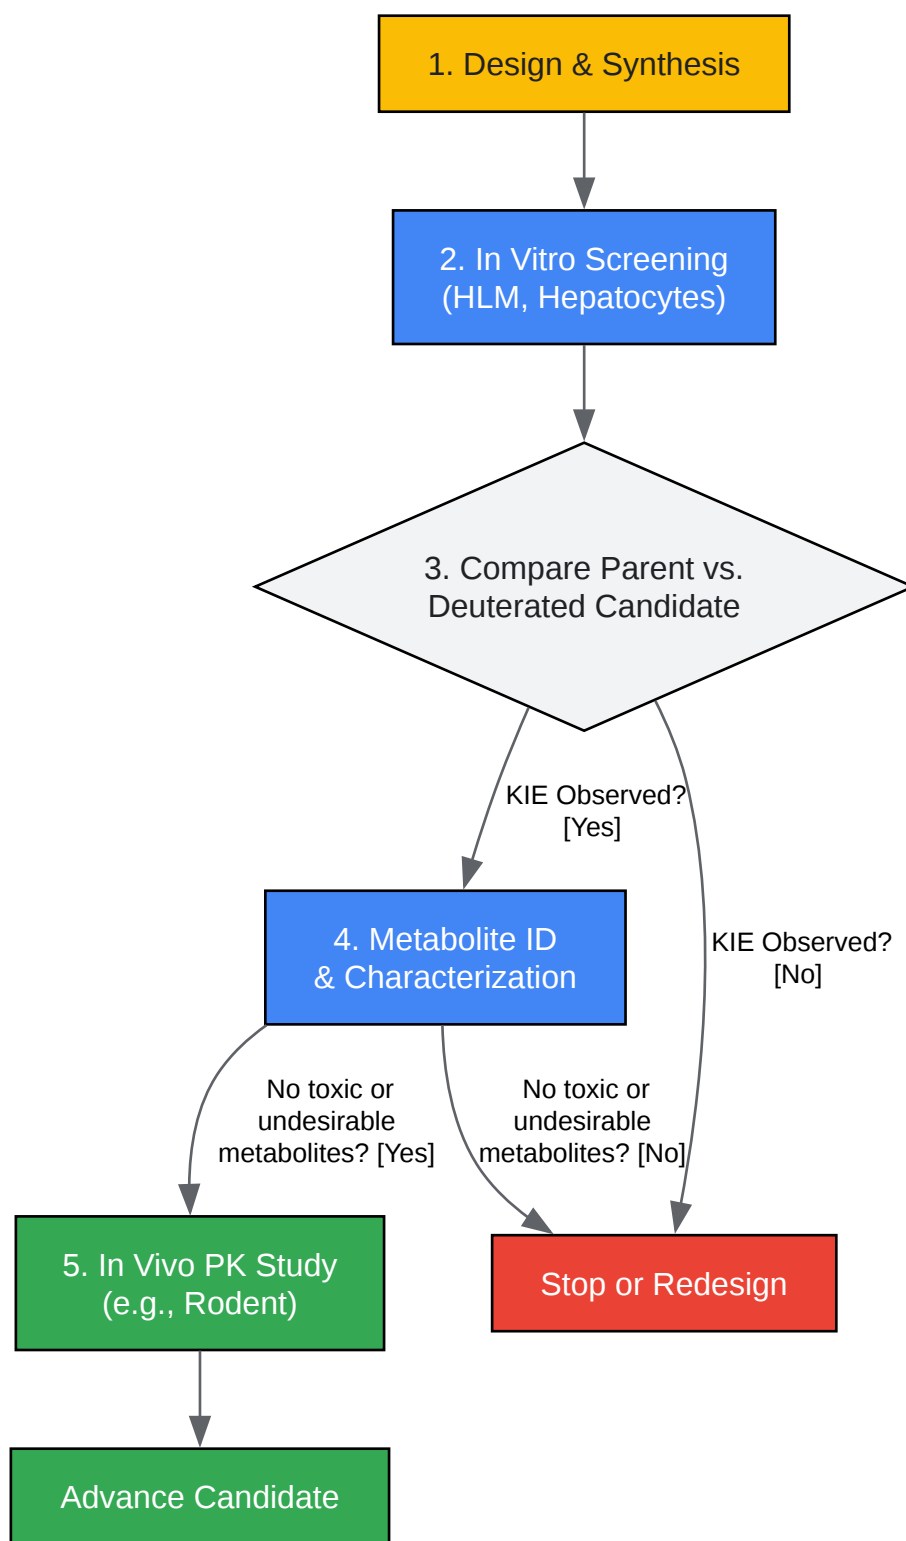 1. Design & Synthesis
2. In Vitro Screening
(HLM, Hepatocytes)
3. Compare Parent vs.
Deuterated Candidate
KIE Observed?
[Yes]
KIE Observed?
[No]
4. Metabolite ID
& Characterization
No toxic or
undesirable
metabolites? [Yes]
No toxic or
undesirable
metabolites? [No]
5. In Vivo PK Study
(e.g., Rodent)
Stop or Redesign
Advance Candidate